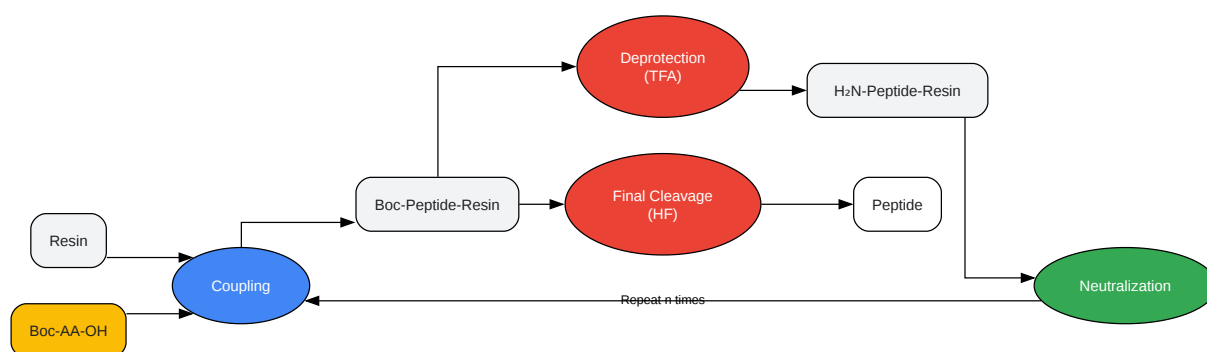 Deprotection
(TFA)
H₂N-Peptide-Resin
Boc-Peptide-Resin
Final Cleavage
(HF)
Peptide
Resin
Coupling
Neutralization
Repeat n times
Boc-AA-OH